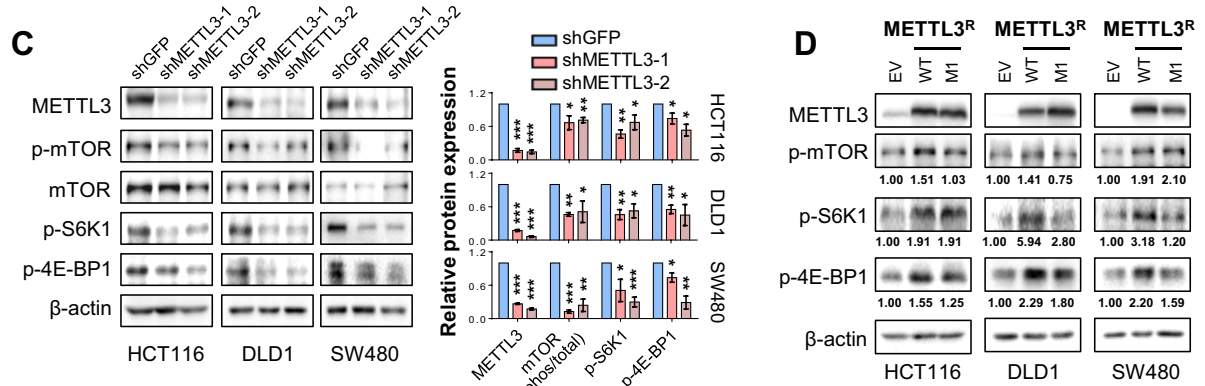 C
shGFP
shMETTL3-1
shMETTL3-2
shGFP
shMETTL3-1
shMETTL3-2
shGFP
shMETTL3-1
shMETTL3-2
METTL3
p-mTOR
mTOR
p-S6K1
p-4E-BP1
β-actin
HCT116 DLD1 SW480
shGFP
shMETTL3-1
shMETTL3-2
Relative protein expression
1.2
0.6
0.0
*** *** * ** ** * * *
HCT116
1.2
0.6
0.0
*** *** ** * ** * ** *
DLD1
1.2
0.6
0.0
*** *** *** ** * *** * **
SW480
METTL3
mTOR
phos/total)
p-S6K1
p-4E-BP1
D
METTL3R METTL3R METTL3R
EV WT M1 EV WT M1 EV WT M1
METTL3
p-mTOR
1.00 1.51 1.03 1.00 1.41 0.75 1.00 1.91 2.10
p-S6K1
1.00 1.91 1.91 1.00 5.94 2.80 1.00 3.18 1.20
p-4E-BP1
1.00 1.55 1.25 1.00 2.29 1.80 1.00 2.20 1.59
β-actin
HCT116 DLD1 SW480